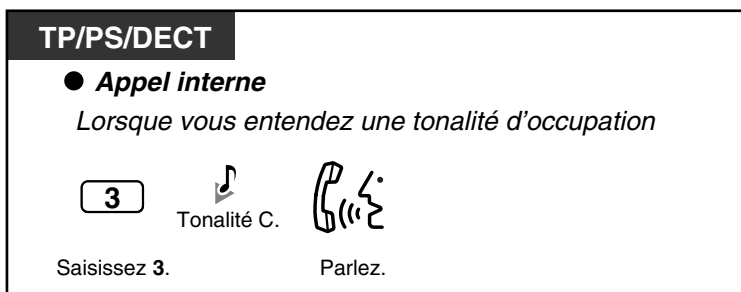 TP/PS/DECT
● Appel interne
Lorsque vous entendez une tonalité d’occupation
3
Tonalité C.
Saisissez 3.
Parlez.